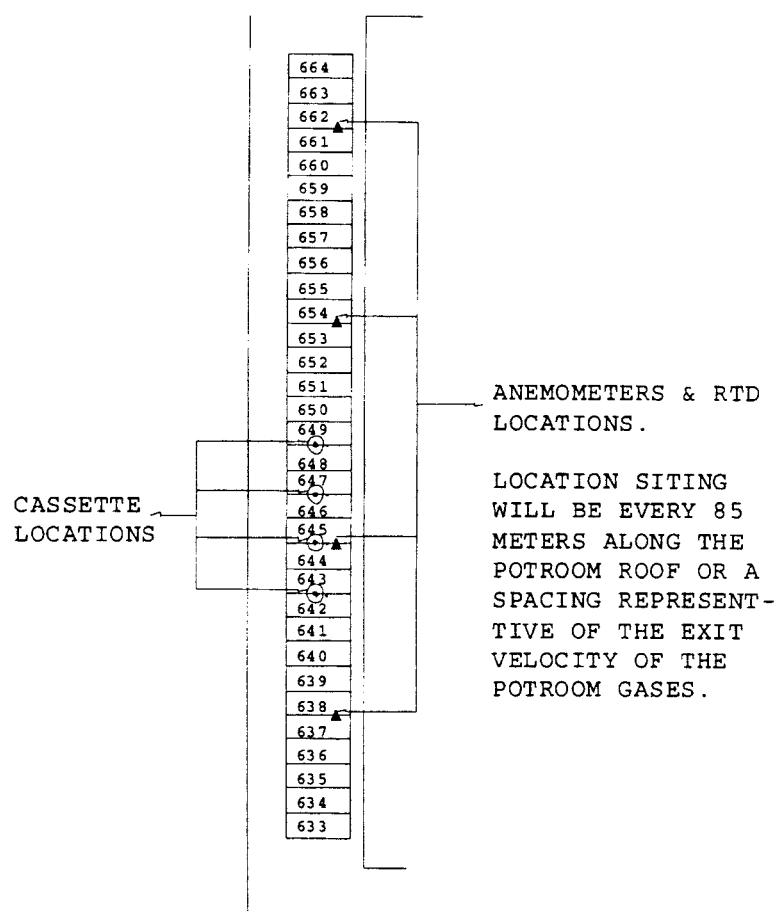 664
663
662
661
660
659
658
657
656
655
654
653
652
651
650
649
648
647
646
645
644
643
642
641
640
639
638
637
636
635
634
633
CASSETTE
LOCATIONS
ANEMOMETERS & RTD
LOCATIONS.
LOCATION SITING
WILL BE EVERY 85
METERS ALONG THE
POTROOM ROOF OR A
SPACING REPRESENT-
TIVE OF THE EXIT
VELOCITY OF THE
POTROOM GASES.